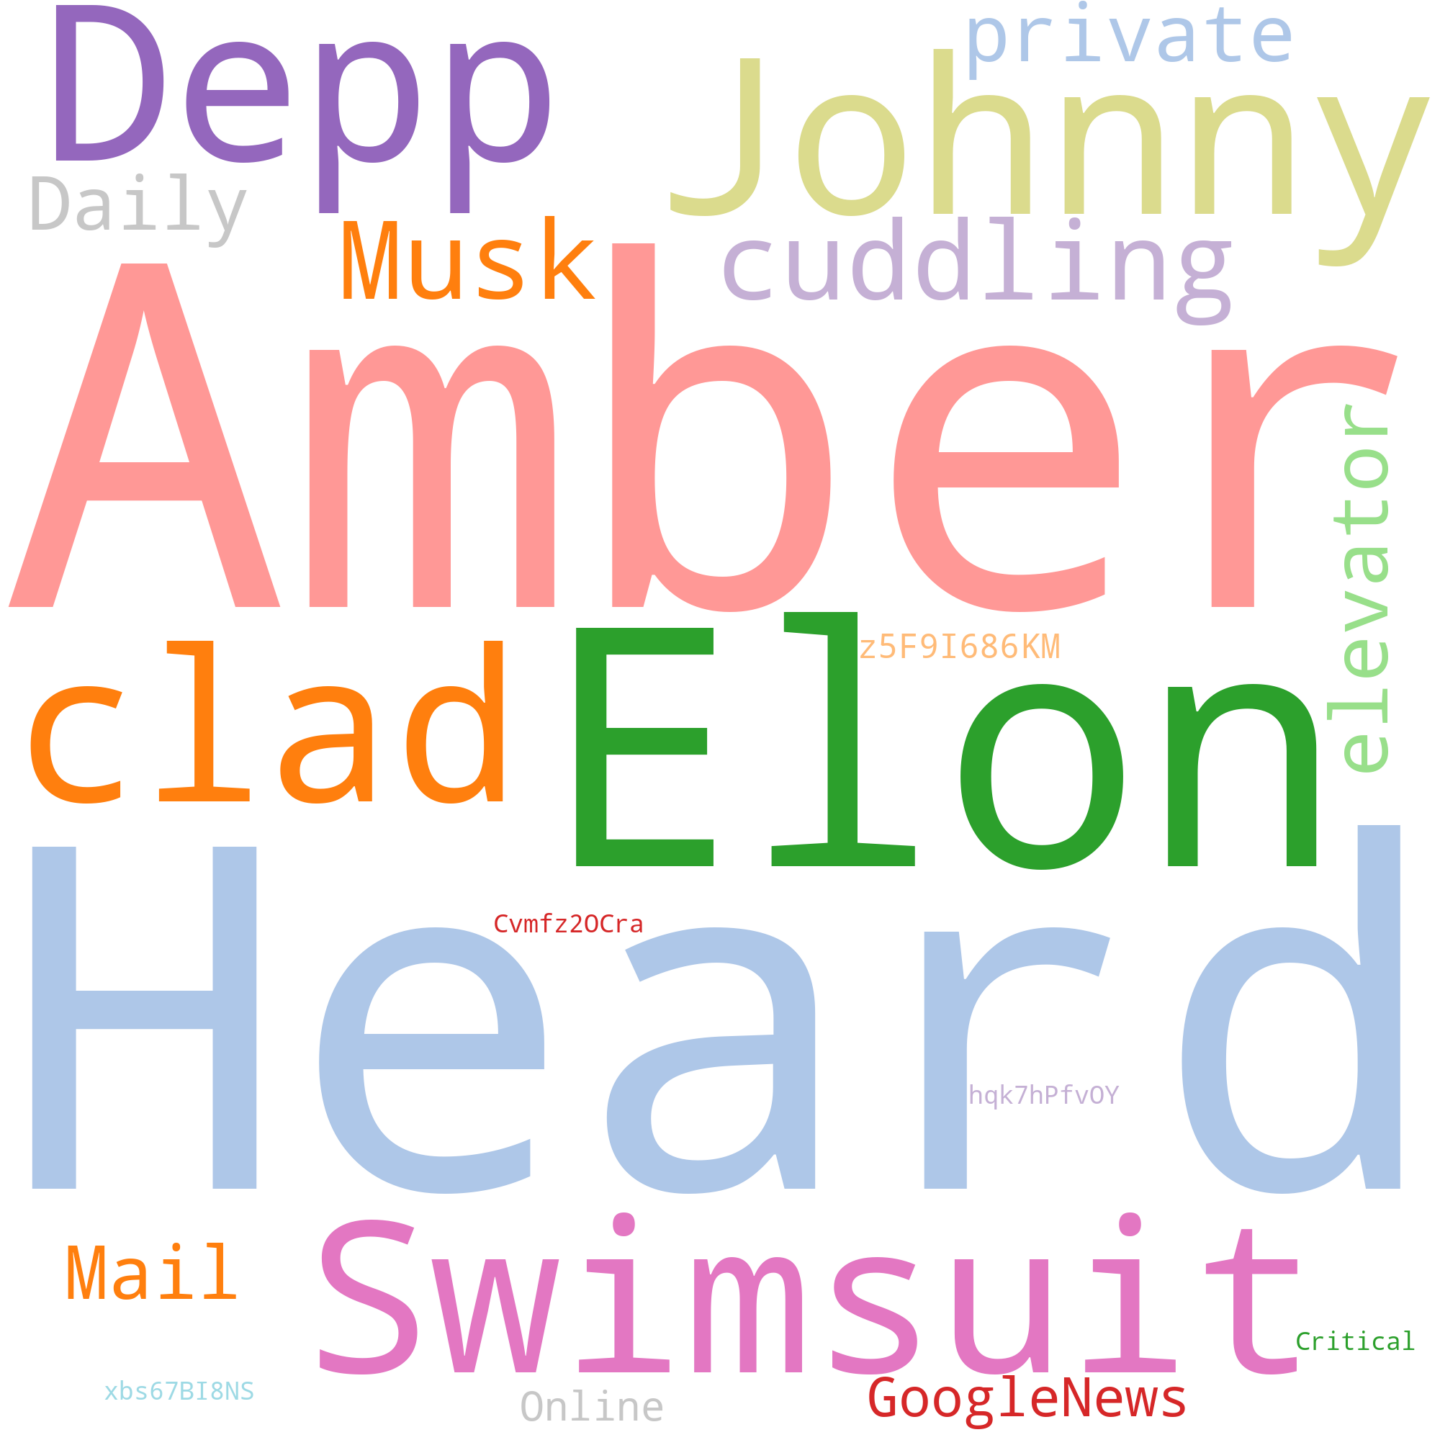 private
Depp
Johnny
Daily
Musk
cuddling
Amber
elevator
z5F9I686KM
clad
Elon
Cvmfz2OCra
Heard
hqk7hPfvOY
Mail
Swimsuit
Critical
xbs67BI8NS
Online
GoogleNews